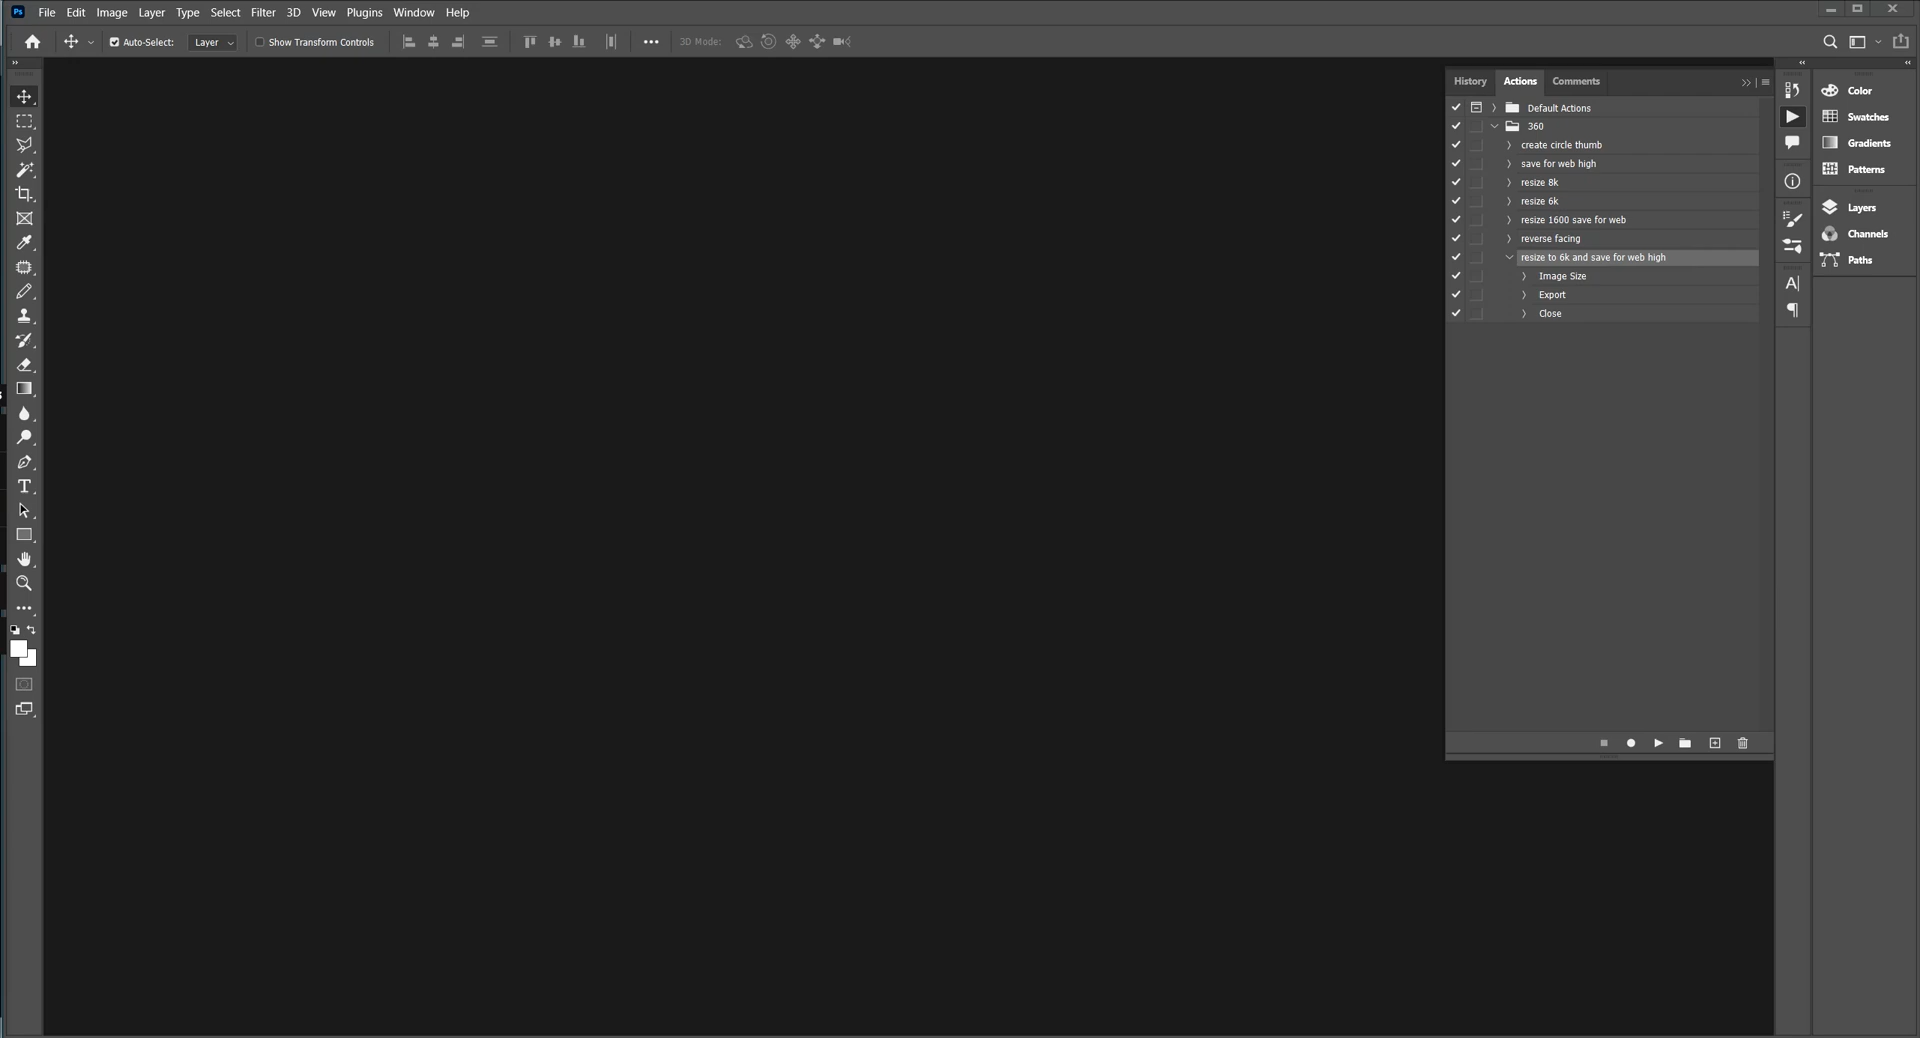 Ps File Edit Image Layer Type Select Filter 3D View Plugins Window Help
Auto-Select: Layer Show Transform Controls 3D Mode:
History Actions Comments
Default Actions
360
create circle thumb
save for web high
resize 8k
resize 6k
resize 1600 save for web
reverse facing
resize to 6k and save for web high
Image Size
Export
Close
Color
Swatches
Gradients
Patterns
Layers
Channels
Paths